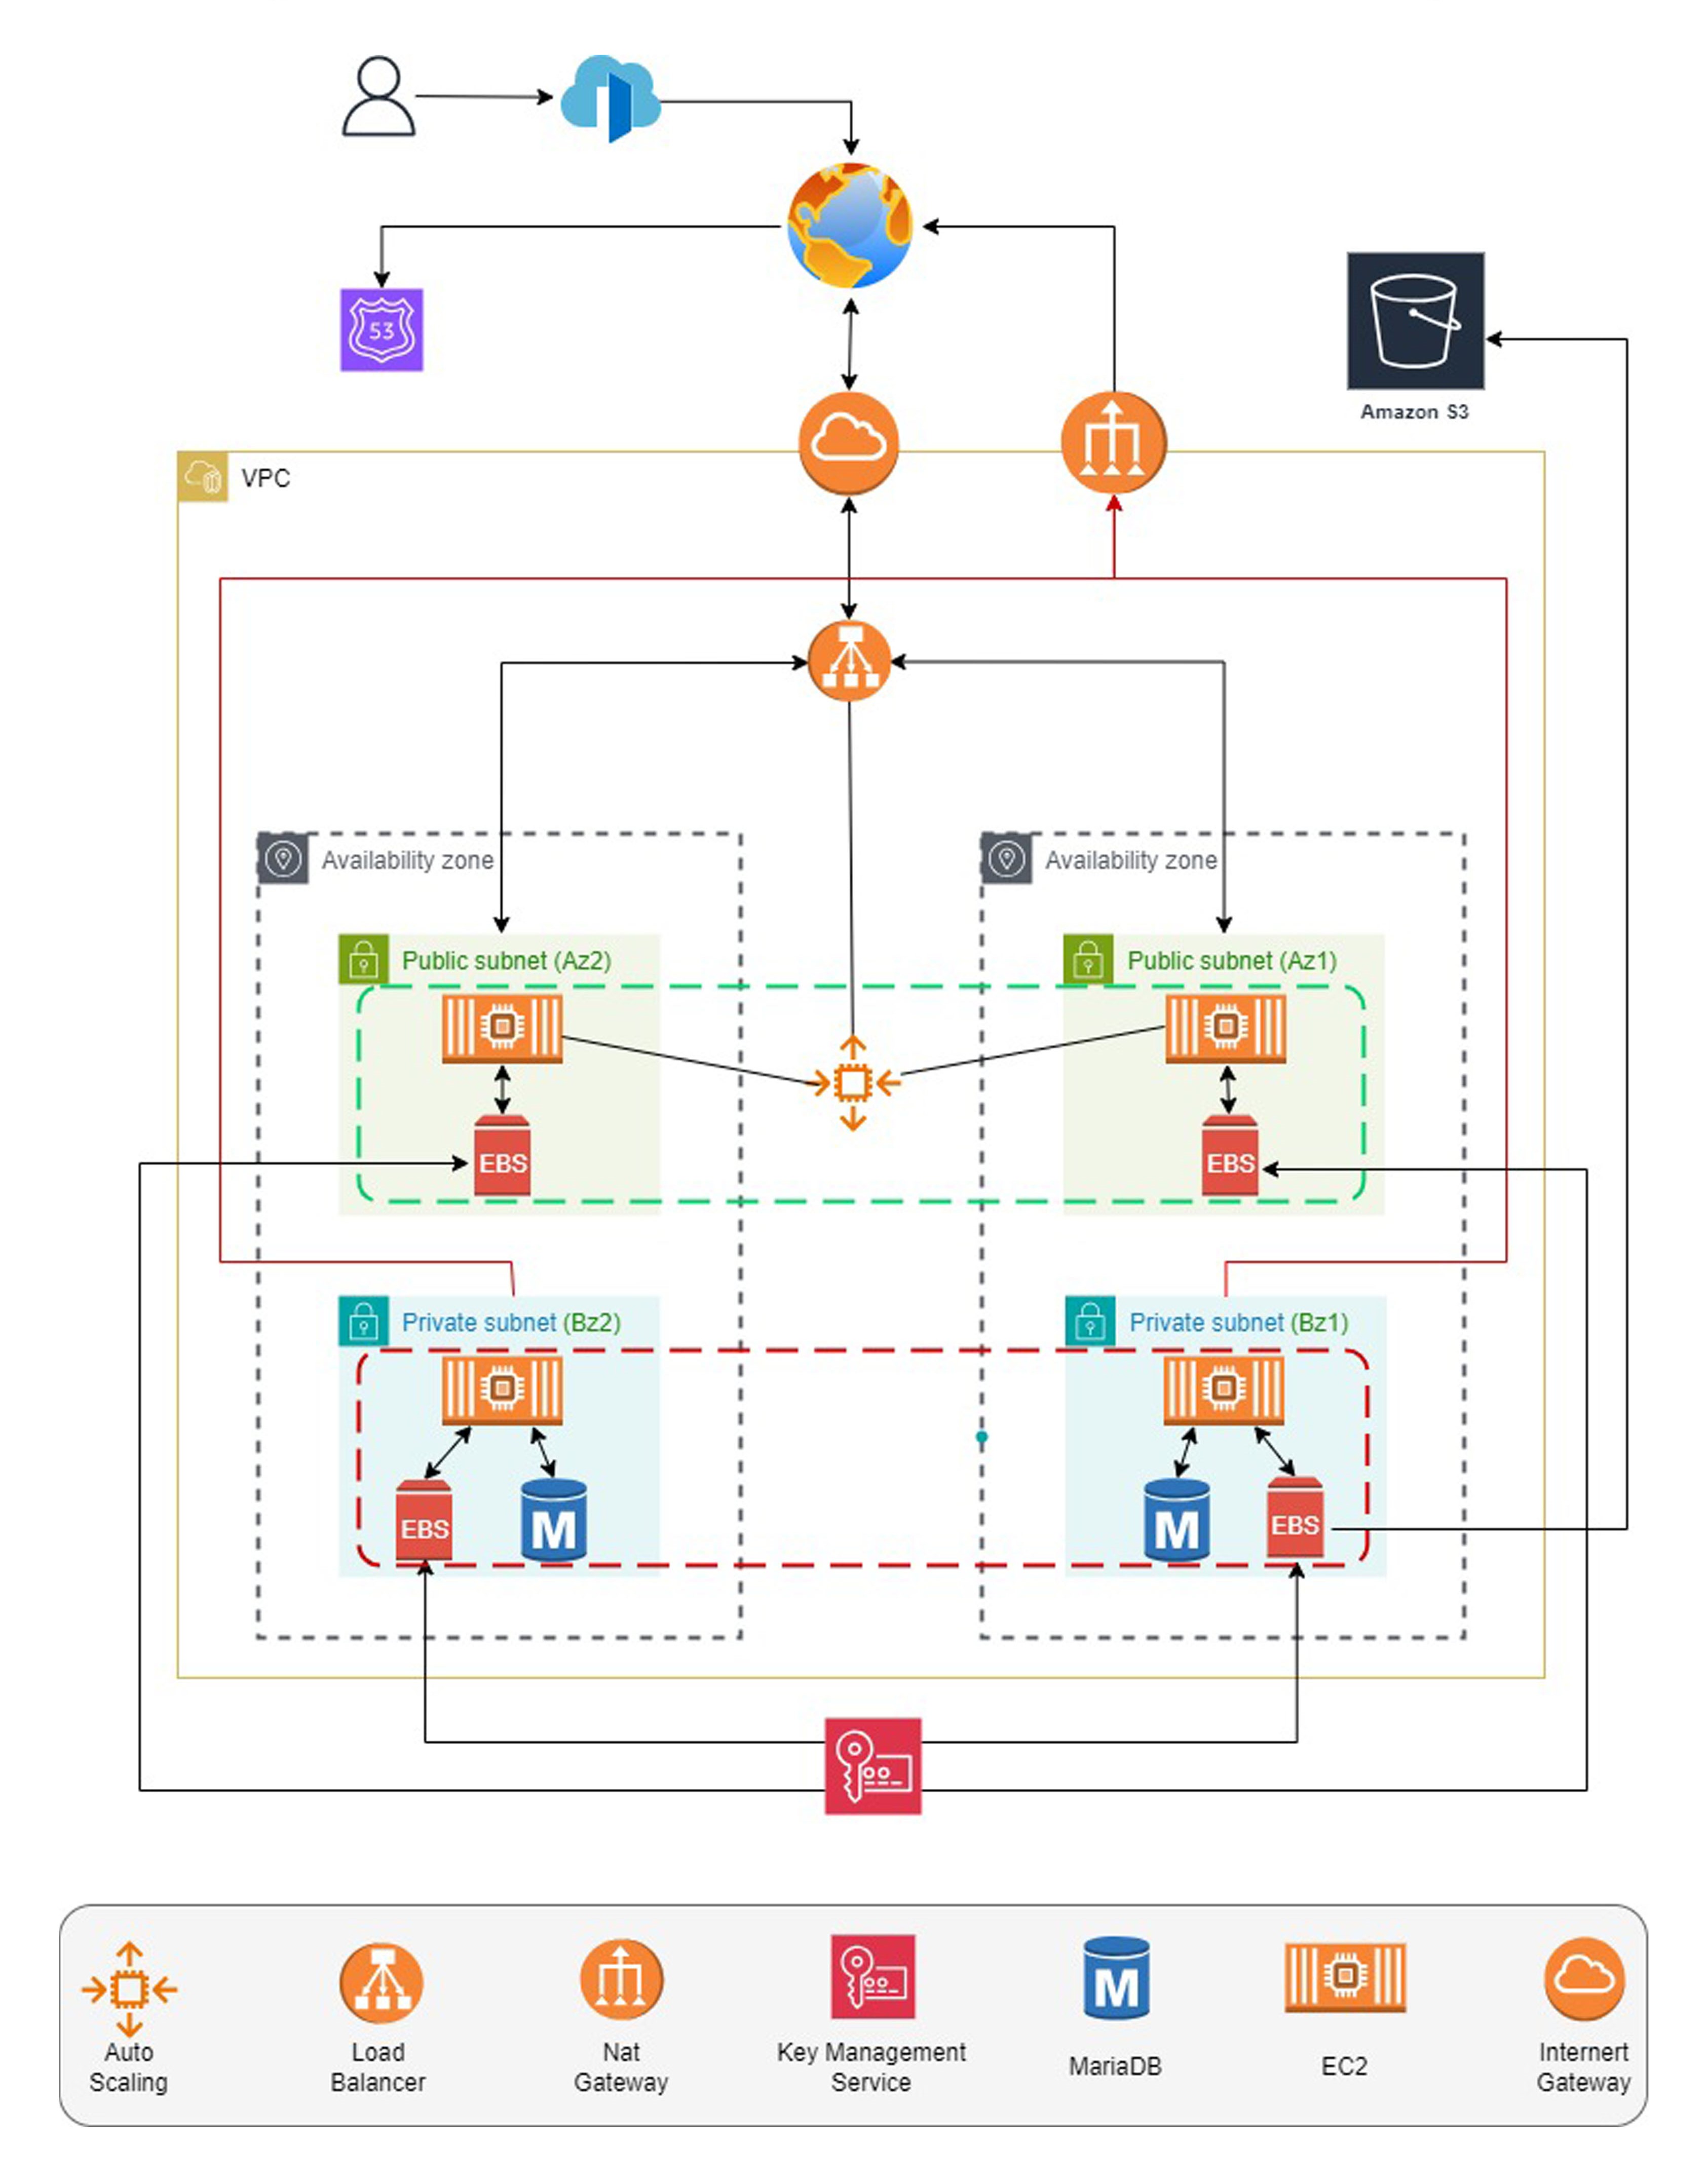 53
Amazon S3
VPC
Availability zone
Availability zone
Public subnet (Az2)
Public subnet (Az1)
EBS
EBS
Private subnet (Bz2)
Private subnet (Bz1)
EBS
M
M
EBS
M
Auto
Scaling
Load
Balancer
Nat
Gateway
Key Management
Service
MariaDB
EC2
Internert
Gateway